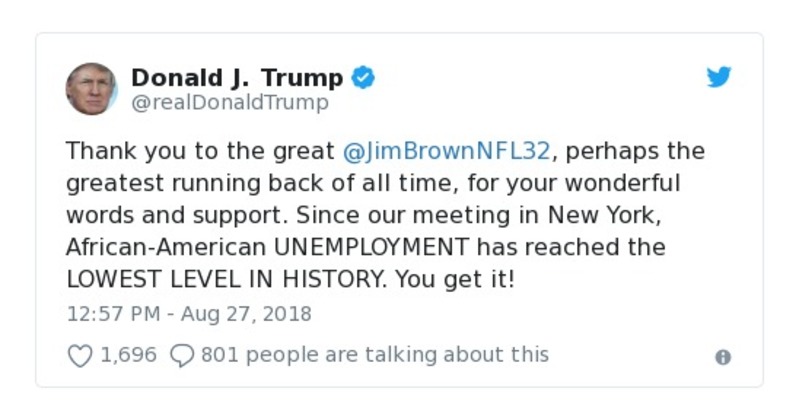 Donald J. Trump
@realDonaldTrump
Thank you to the great @JimBrownNFL32, perhaps the
greatest running back of all time, for your wonderful
words and support. Since our meeting in New York,
African-American UNEMPLOYMENT has reached the
LOWEST LEVEL IN HISTORY. You get it!
12:57 PM - Aug 27, 2018
1,696 801 people are talking about this